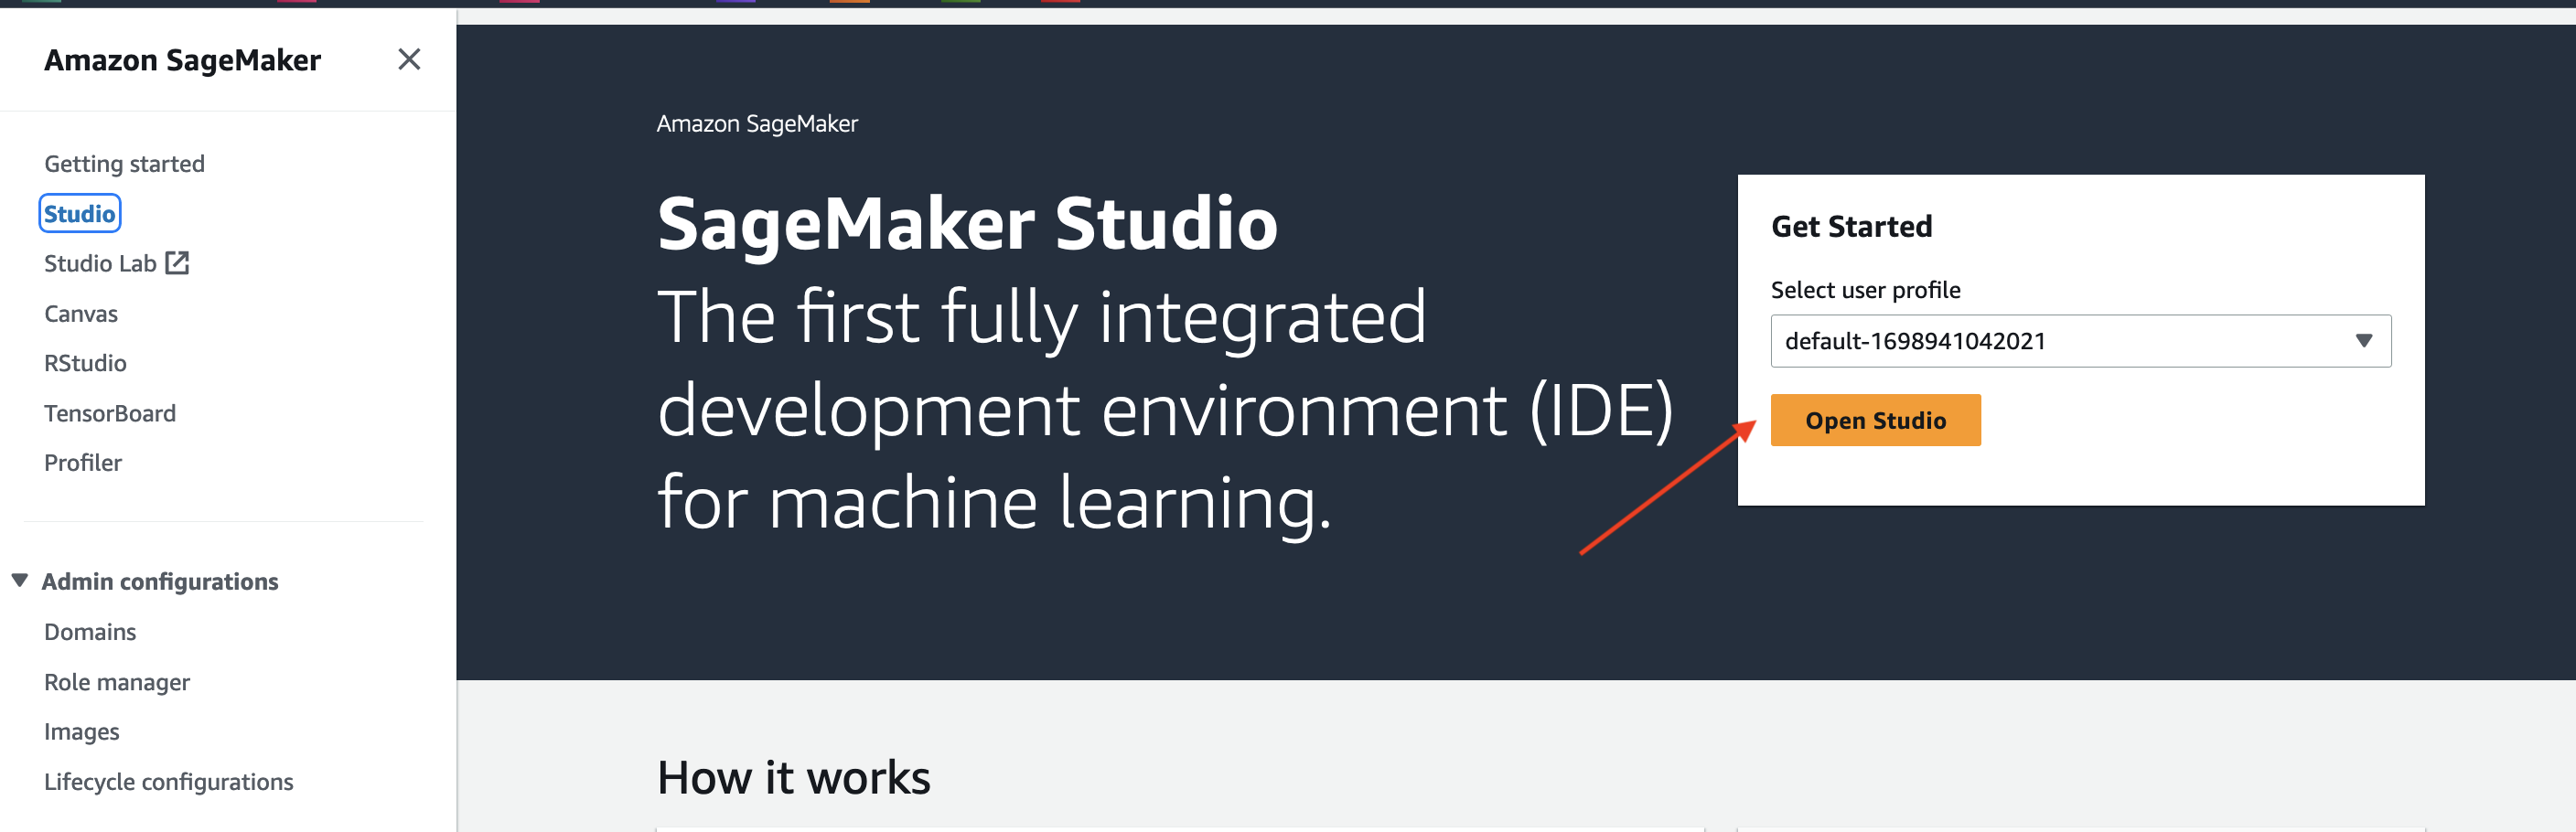 Amazon SageMaker
Getting started
Studio
Studio Lab
Canvas
RStudio
TensorBoard
Profiler
Admin configurations
Domains
Role manager
Images
Lifecycle configurations
Amazon SageMaker
SageMaker Studio
The first fully integrated
development environment (IDE)
for machine learning.
Get Started
Select user profile
default-1698941042021
Open Studio
How it works